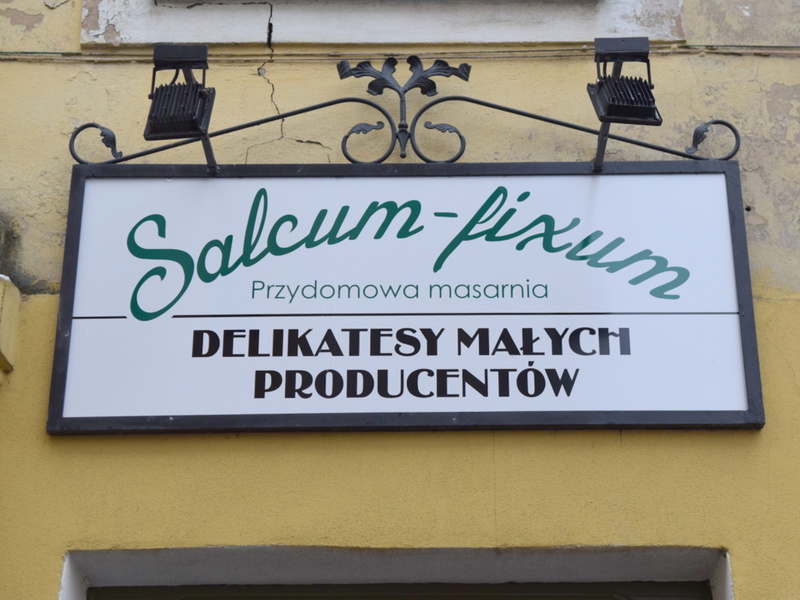 Salcum-fixum
Przydomowa masarnia
DELIKATESY MAŁYCH
PRODUCENTÓW